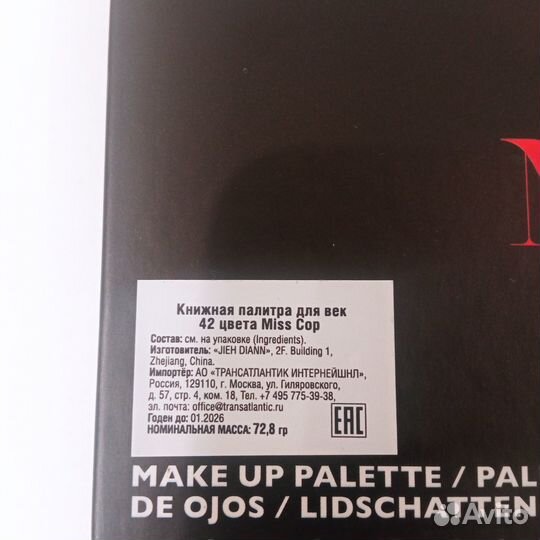 M
Книжная палитра для век
42 цвета Miss Cop
Состав: см. на упаковке (Ingredients).
Изготовитель: «JIEH DIANN», 2F. Building 1,
Zhejiang, China.
Импортёр: АО «ТРАНСАТЛАНТИК ИНТЕРНЕЙШНЛ»,
Россия, 129110, г. Москва, ул. Гиляровского,
д. 57, стр. 4, ком. 18, Тел. +7 495 775-39-38,
эл. почта: office@transatlantic.ru
Годен до: 01.2026
НОМИНАЛЬНАЯ МАССА: 72,8 гр
EAC
MAKE UP PALETTE / PAL
DE OJOS / LIDSCHATTEN
Avito